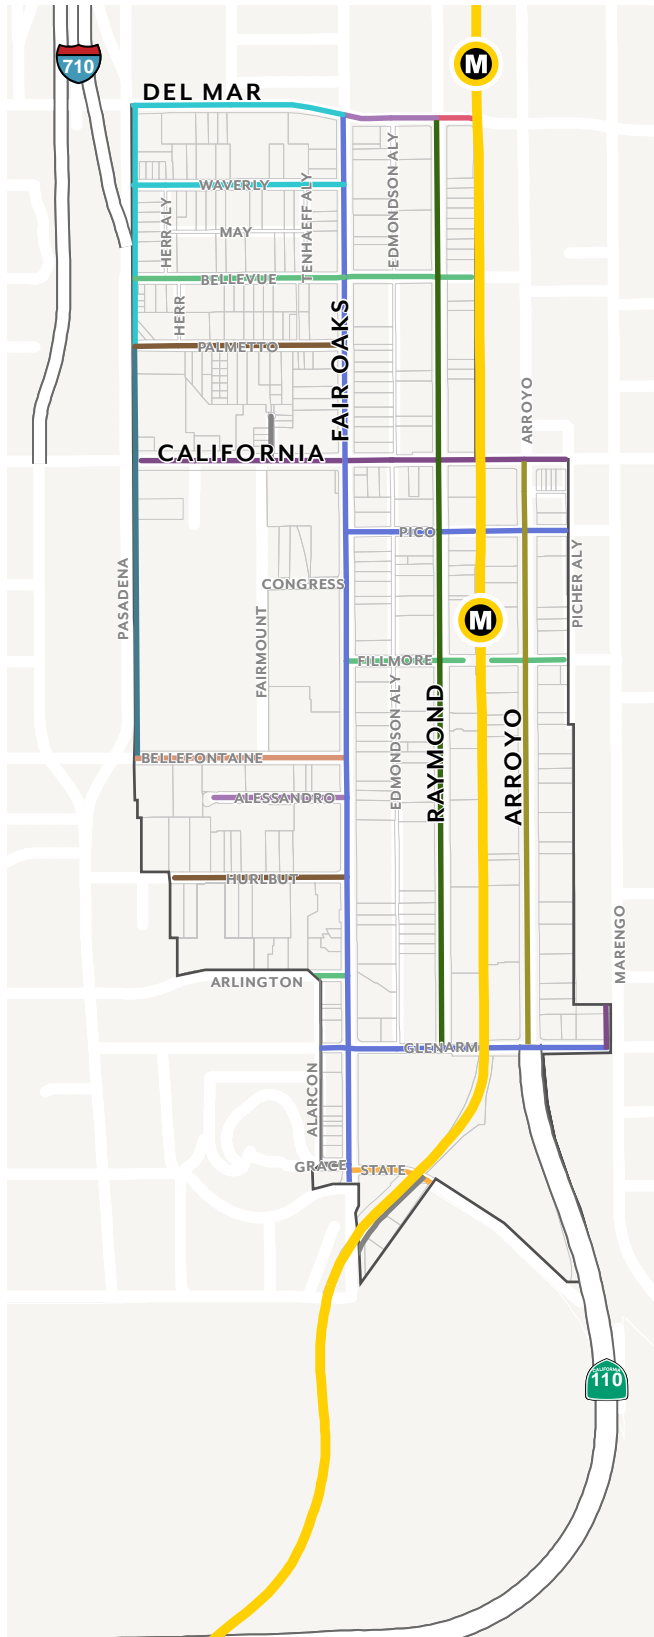 710
M
DEL MAR
WAVERLY
HERR ALY
TENHAEFF ALY
EDMONDSON ALY
MAY
BELLEVUE
HERR
FAIR OAKS
PALMETTO
ARROYO
CALIFORNIA
PICO
PASADENA
CONGRESS
PICHER ALY
FAIRMOUNT
M
FILLMORE
EDMONDSON ALY
RAYMOND
ARROYO
BELLEFONTAINE
ALESSANDRO
HURLBUT
MARENGO
ARLINGTON
GLENARM
ALARCON
GRACE
STATE
CALIFORNIA
110